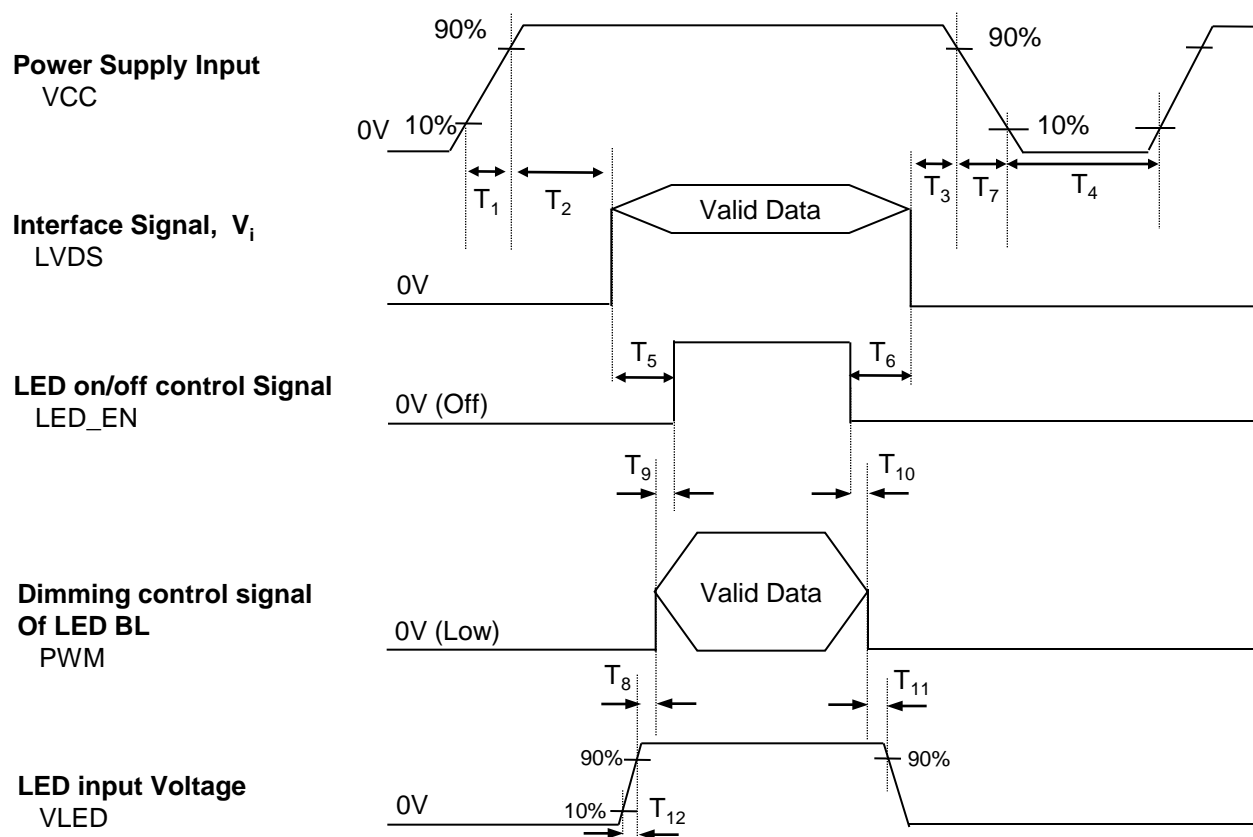 90%
90%
Power Supply Input
VCC
0V
10%
10%
T1
T2
T3
T7
T4
Valid Data
Interface Signal, Vi
LVDS
0V
T5
T6
LED on/off control Signal
LED_EN
0V (Off)
T9
T10
Dimming control signal
Of LED BL
PWM
Valid Data
0V (Low)
T8
T11
90%
90%
LED input Voltage
VLED
0V
10%
T12